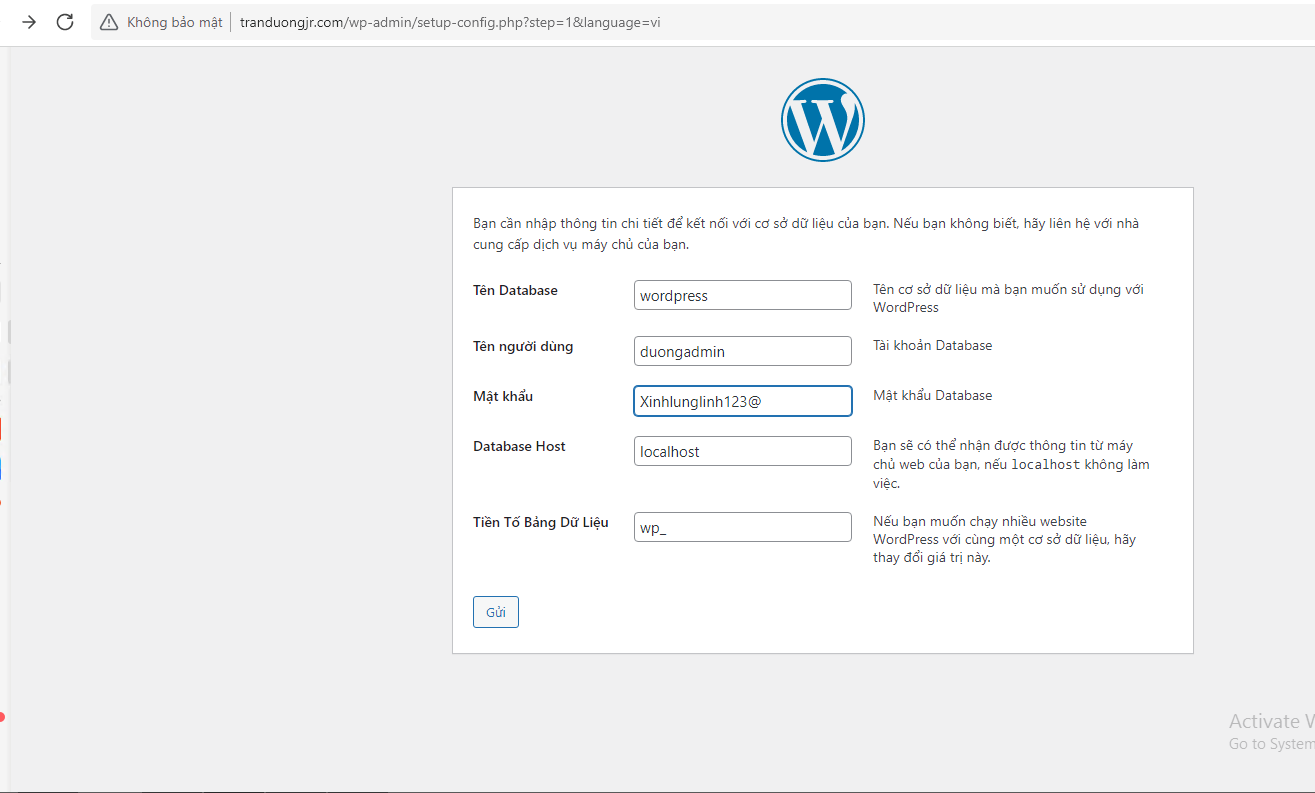 Không bảo mật
tranduongjr.com/wp-admin/setup-config.php?step=1&language=vi
Bạn cần nhập thông tin chi tiết để kết nối với cơ sở dữ liệu của bạn. Nếu bạn không biết, hãy liên hệ với nhà
cung cấp dịch vụ máy chủ của bạn.
Tên Database
wordpress
Tên cơ sở dữ liệu mà bạn muốn sử dụng với
WordPress
Tên người dùng
duongadmin
Tài khoản Database
Mật khẩu
Xinhlunglinh123@
Mật khẩu Database
Database Host
localhost
Bạn sẽ có thể nhận được thông tin từ máy
chủ web của bạn, nếu localhost không làm
việc.
Tiền Tố Bảng Dữ Liệu
wp_
Nếu bạn muốn chạy nhiều website
WordPress với cùng một cơ sở dữ liệu, hãy
thay đổi giá trị này.
Gửi
Activate W
Go to System